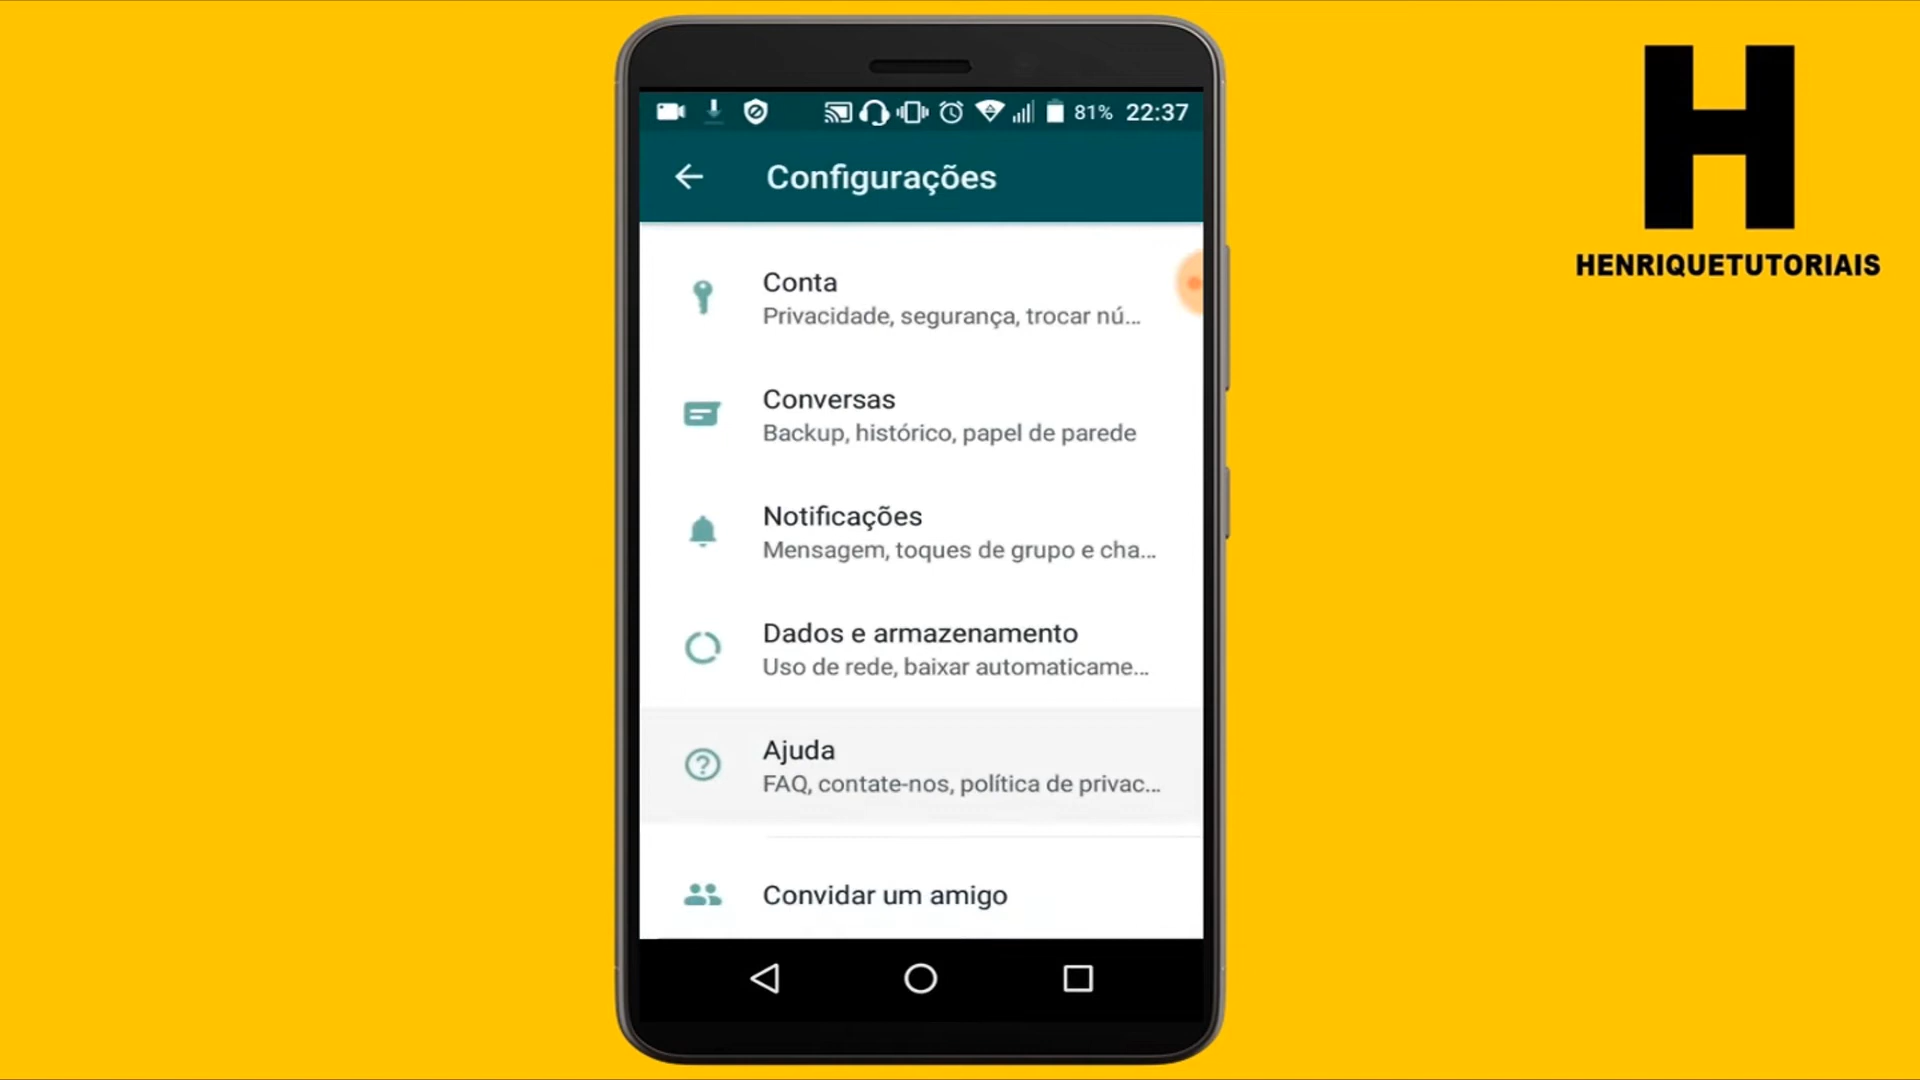 81% 22:37
Configurações
Conta
Privacidade, segurança, trocar nú...
Conversas
Backup, histórico, papel de parede
Notificações
Mensagem, toques de grupo e cha...
Dados e armazenamento
Uso de rede, baixar automaticame...
Ajuda
FAQ, contate-nos, política de privac...
Convidar um amigo
H
HENRIQUETUTORIAIS